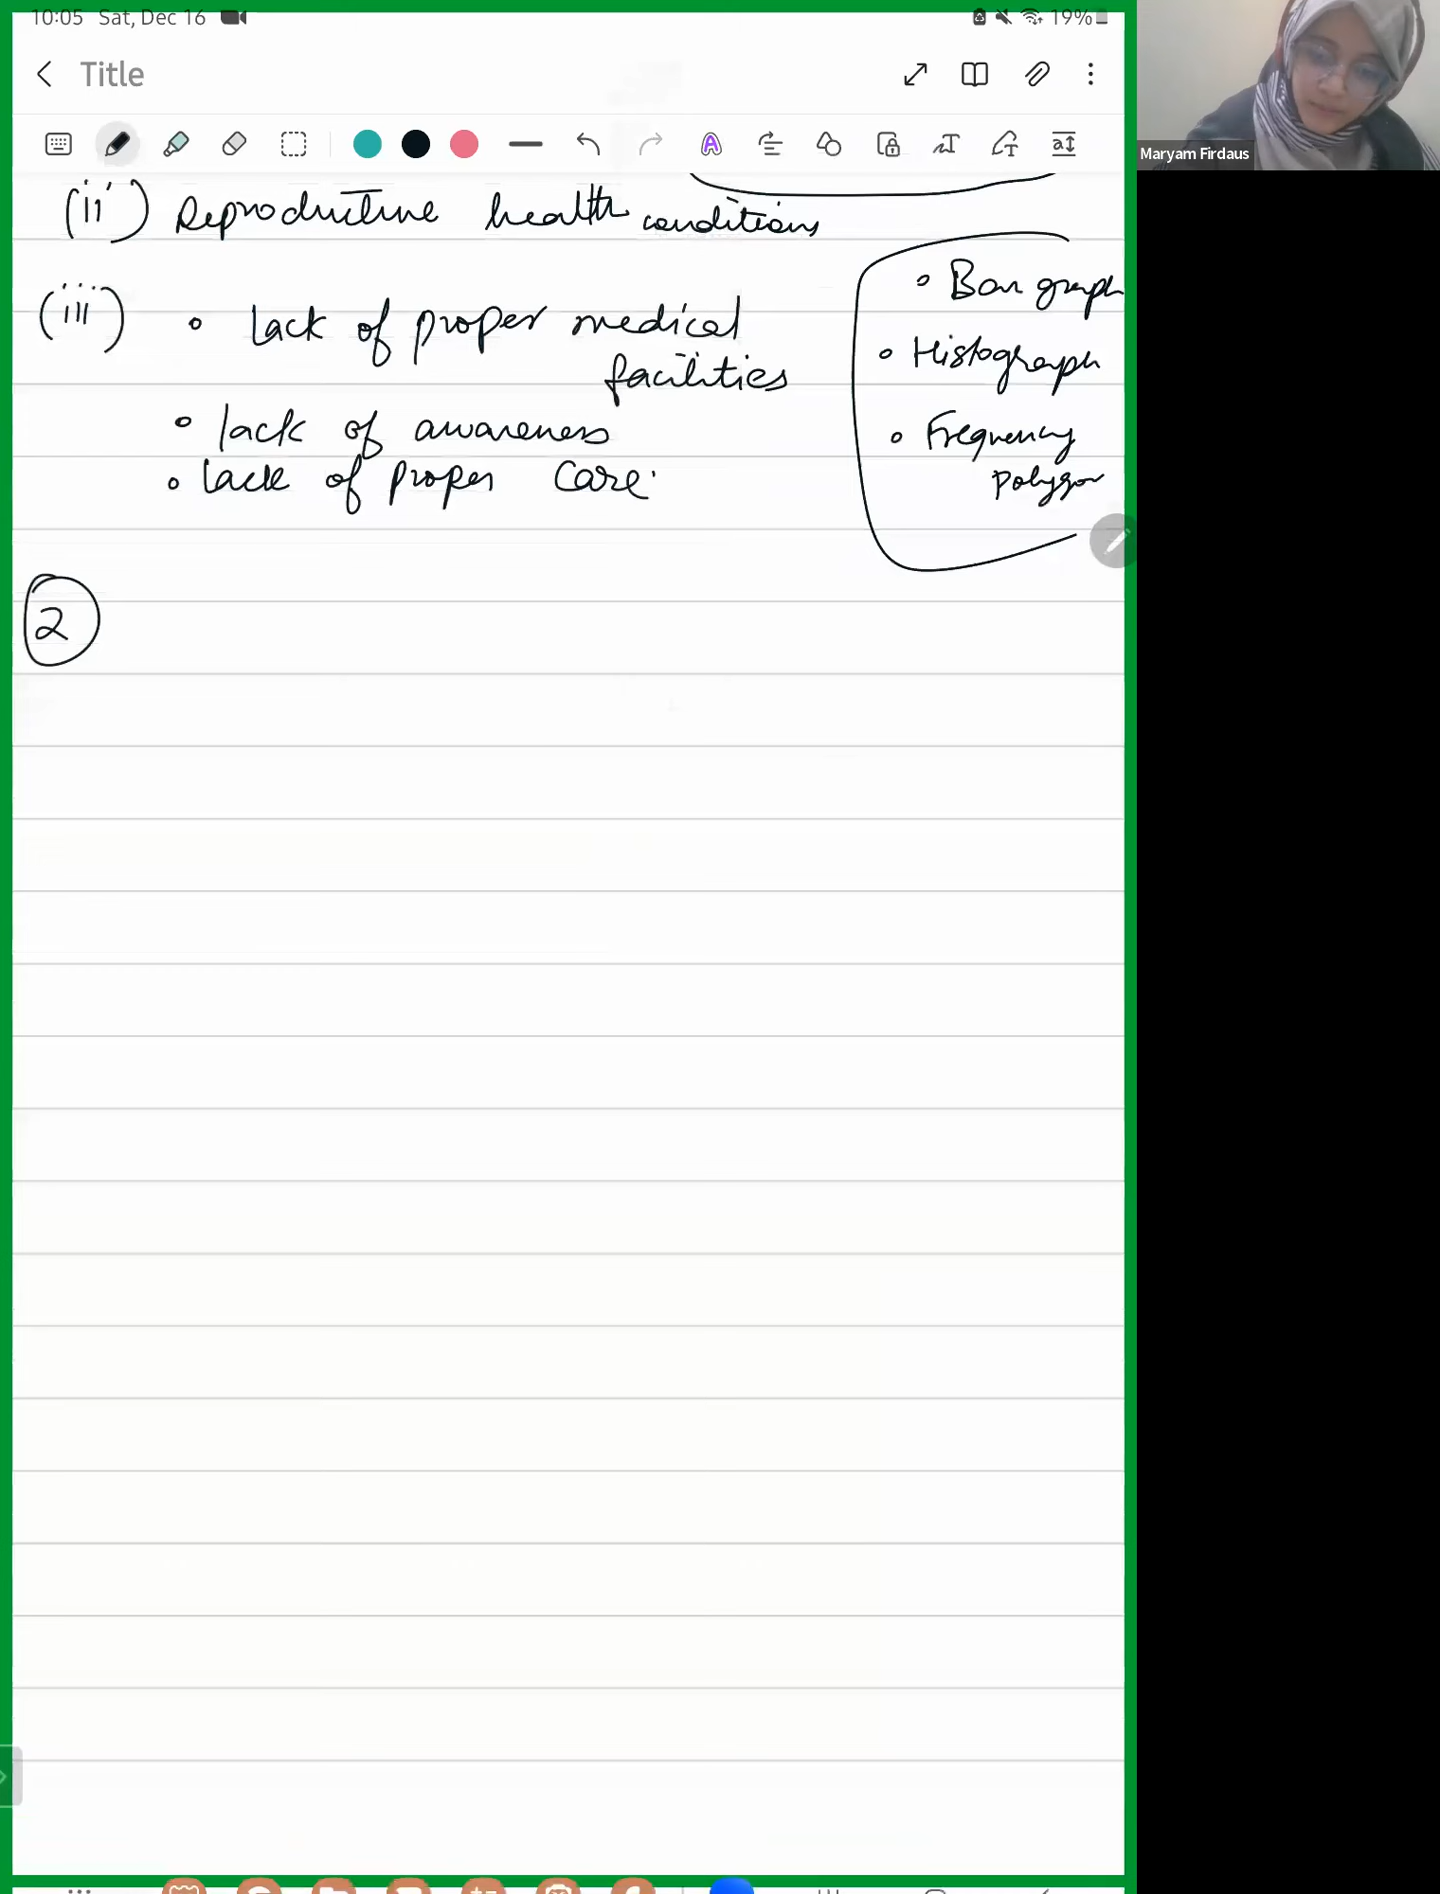 10:05 Sat, Dec 16
19%
Title
Maryam Firdaus
(ii) Reproductive health conditions
(iii) • Lack of proper medical
facilities
• lack of awareness
• Lack of proper care.
• Bar graph
• Histograph
• Frequency
polygon
2